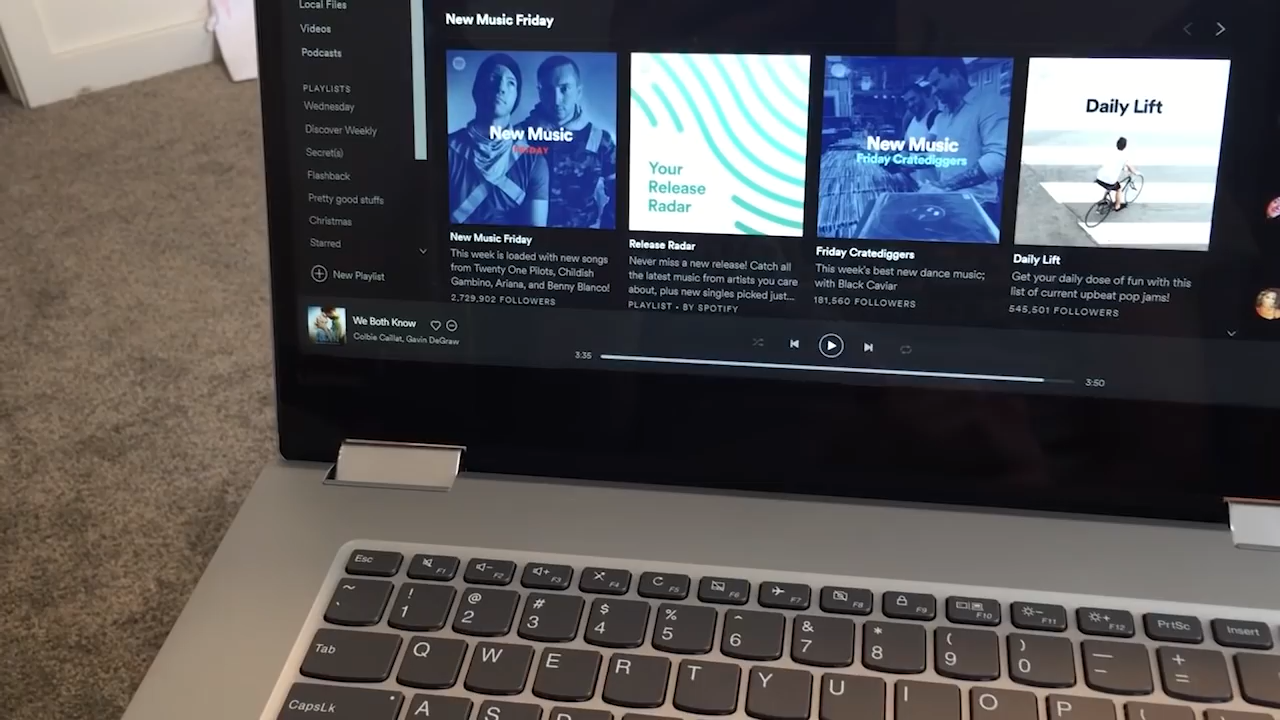 Local Files
Videos
Podcasts
PLAYLISTS
Wednesday
Discover Weekly
Secret(s)
Flashback
Pretty good stuffs
Christmas
Starred
New Playlist
New Music Friday
New Music
FRIDAY
New Music Friday
This week is loaded with new songs
from Twenty One Pilots, Childish
Gambino, Ariana, and Benny Blanco!
2,729,902 FOLLOWERS
Your
Release
Radar
Release Radar
Never miss a new release! Catch all
the latest music from artists you care
about, plus new singles picked just...
PLAYLIST • BY SPOTIFY
New Music
Friday Cratediggers
Friday Cratediggers
This week's best new dance music;
with Black Caviar
181,560 FOLLOWERS
Daily Lift
Daily Lift
Get your daily dose of fun with this
list of current upbeat pop jams!
545,501 FOLLOWERS
We Both Know
Colbie Caillat, Gavin DeGraw
3:35
3:50
Esc F1 F2 F3 F4 F5 F6 F7 F8 F9 F10 F11 F12 PrtSc Insert
~ ! @ # $ % ^ & * ( ) — +
` 1 2 3 4 5 6 7 8 9 0 - =
Tab Q W E R T Y U I O P
CapsLk A S D